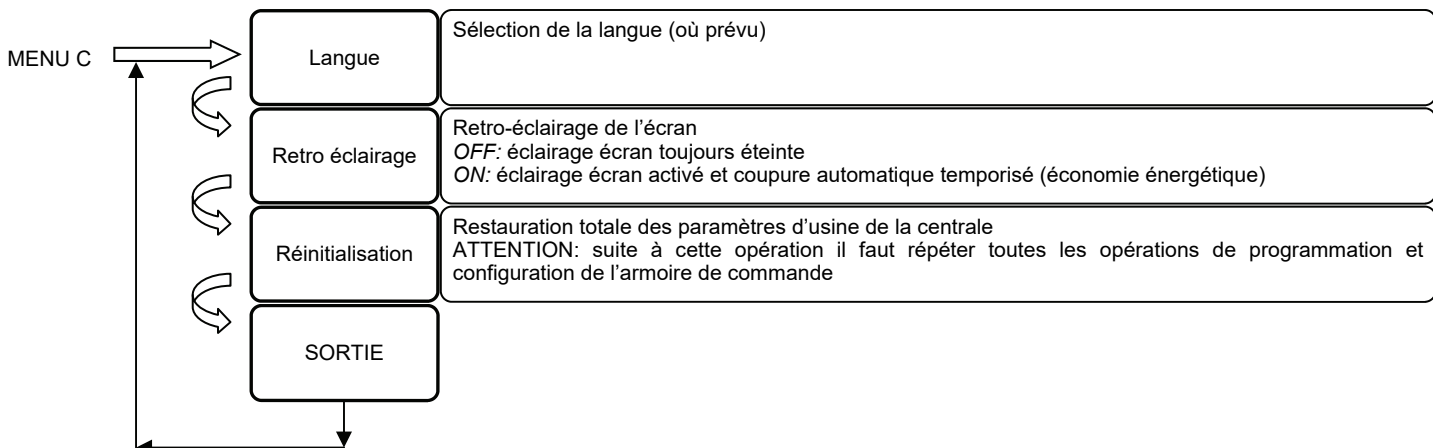 MENU C
Langue
Sélection de la langue (où prévu)
Retro éclairage
Retro-éclairage de l’écran
OFF: éclairage écran toujours éteinte
ON: éclairage écran activé et coupure automatique temporisé (économie énergétique)
Réinitialisation
Restauration totale des paramètres d’usine de la centrale
ATTENTION: suite à cette opération il faut répéter toutes les opérations de programmation et
configuration de l’armoire de commande
SORTIE